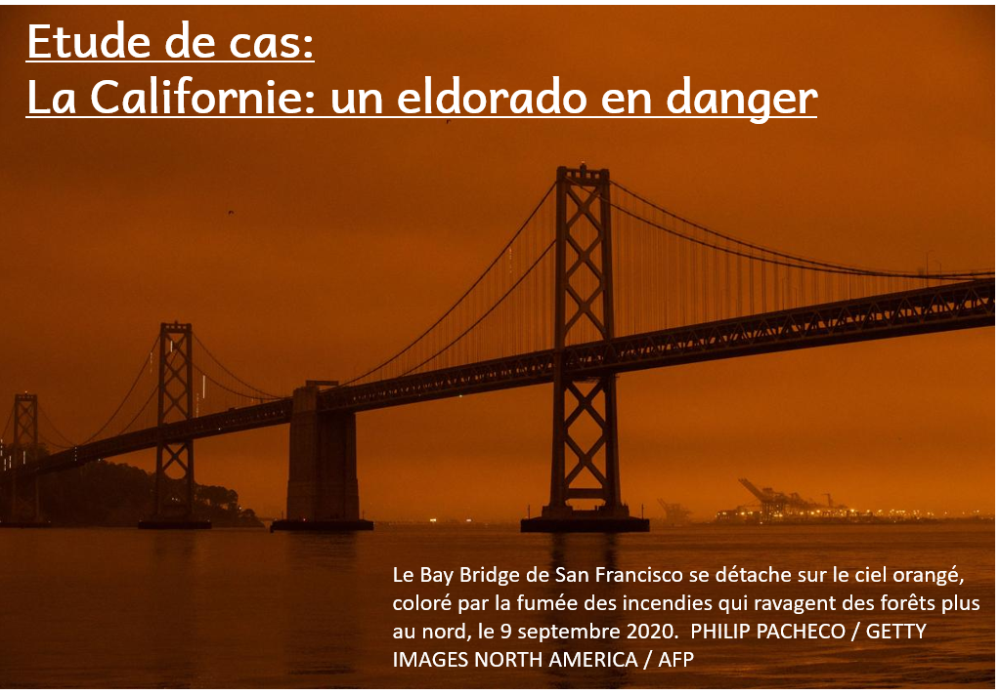 Etude de cas:
La Californie: un eldorado en danger
Le Bay Bridge de San Francisco se détache sur le ciel orangé,
coloré par la fumée des incendies qui ravagent des forêts plus
au nord, le 9 septembre 2020.  PHILIP PACHECO / GETTY
IMAGES NORTH AMERICA / AFP